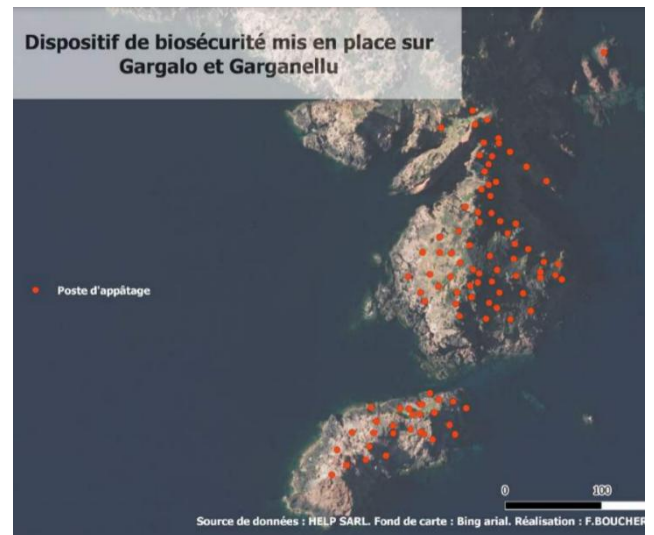 Dispositif de biosécurité mis en place sur
Gargalo et Garganellu
Poste d'appâtage
0 100
Source de données : HELP SARL. Fond de carte : Bing arial. Réalisation : F.BOUCHER